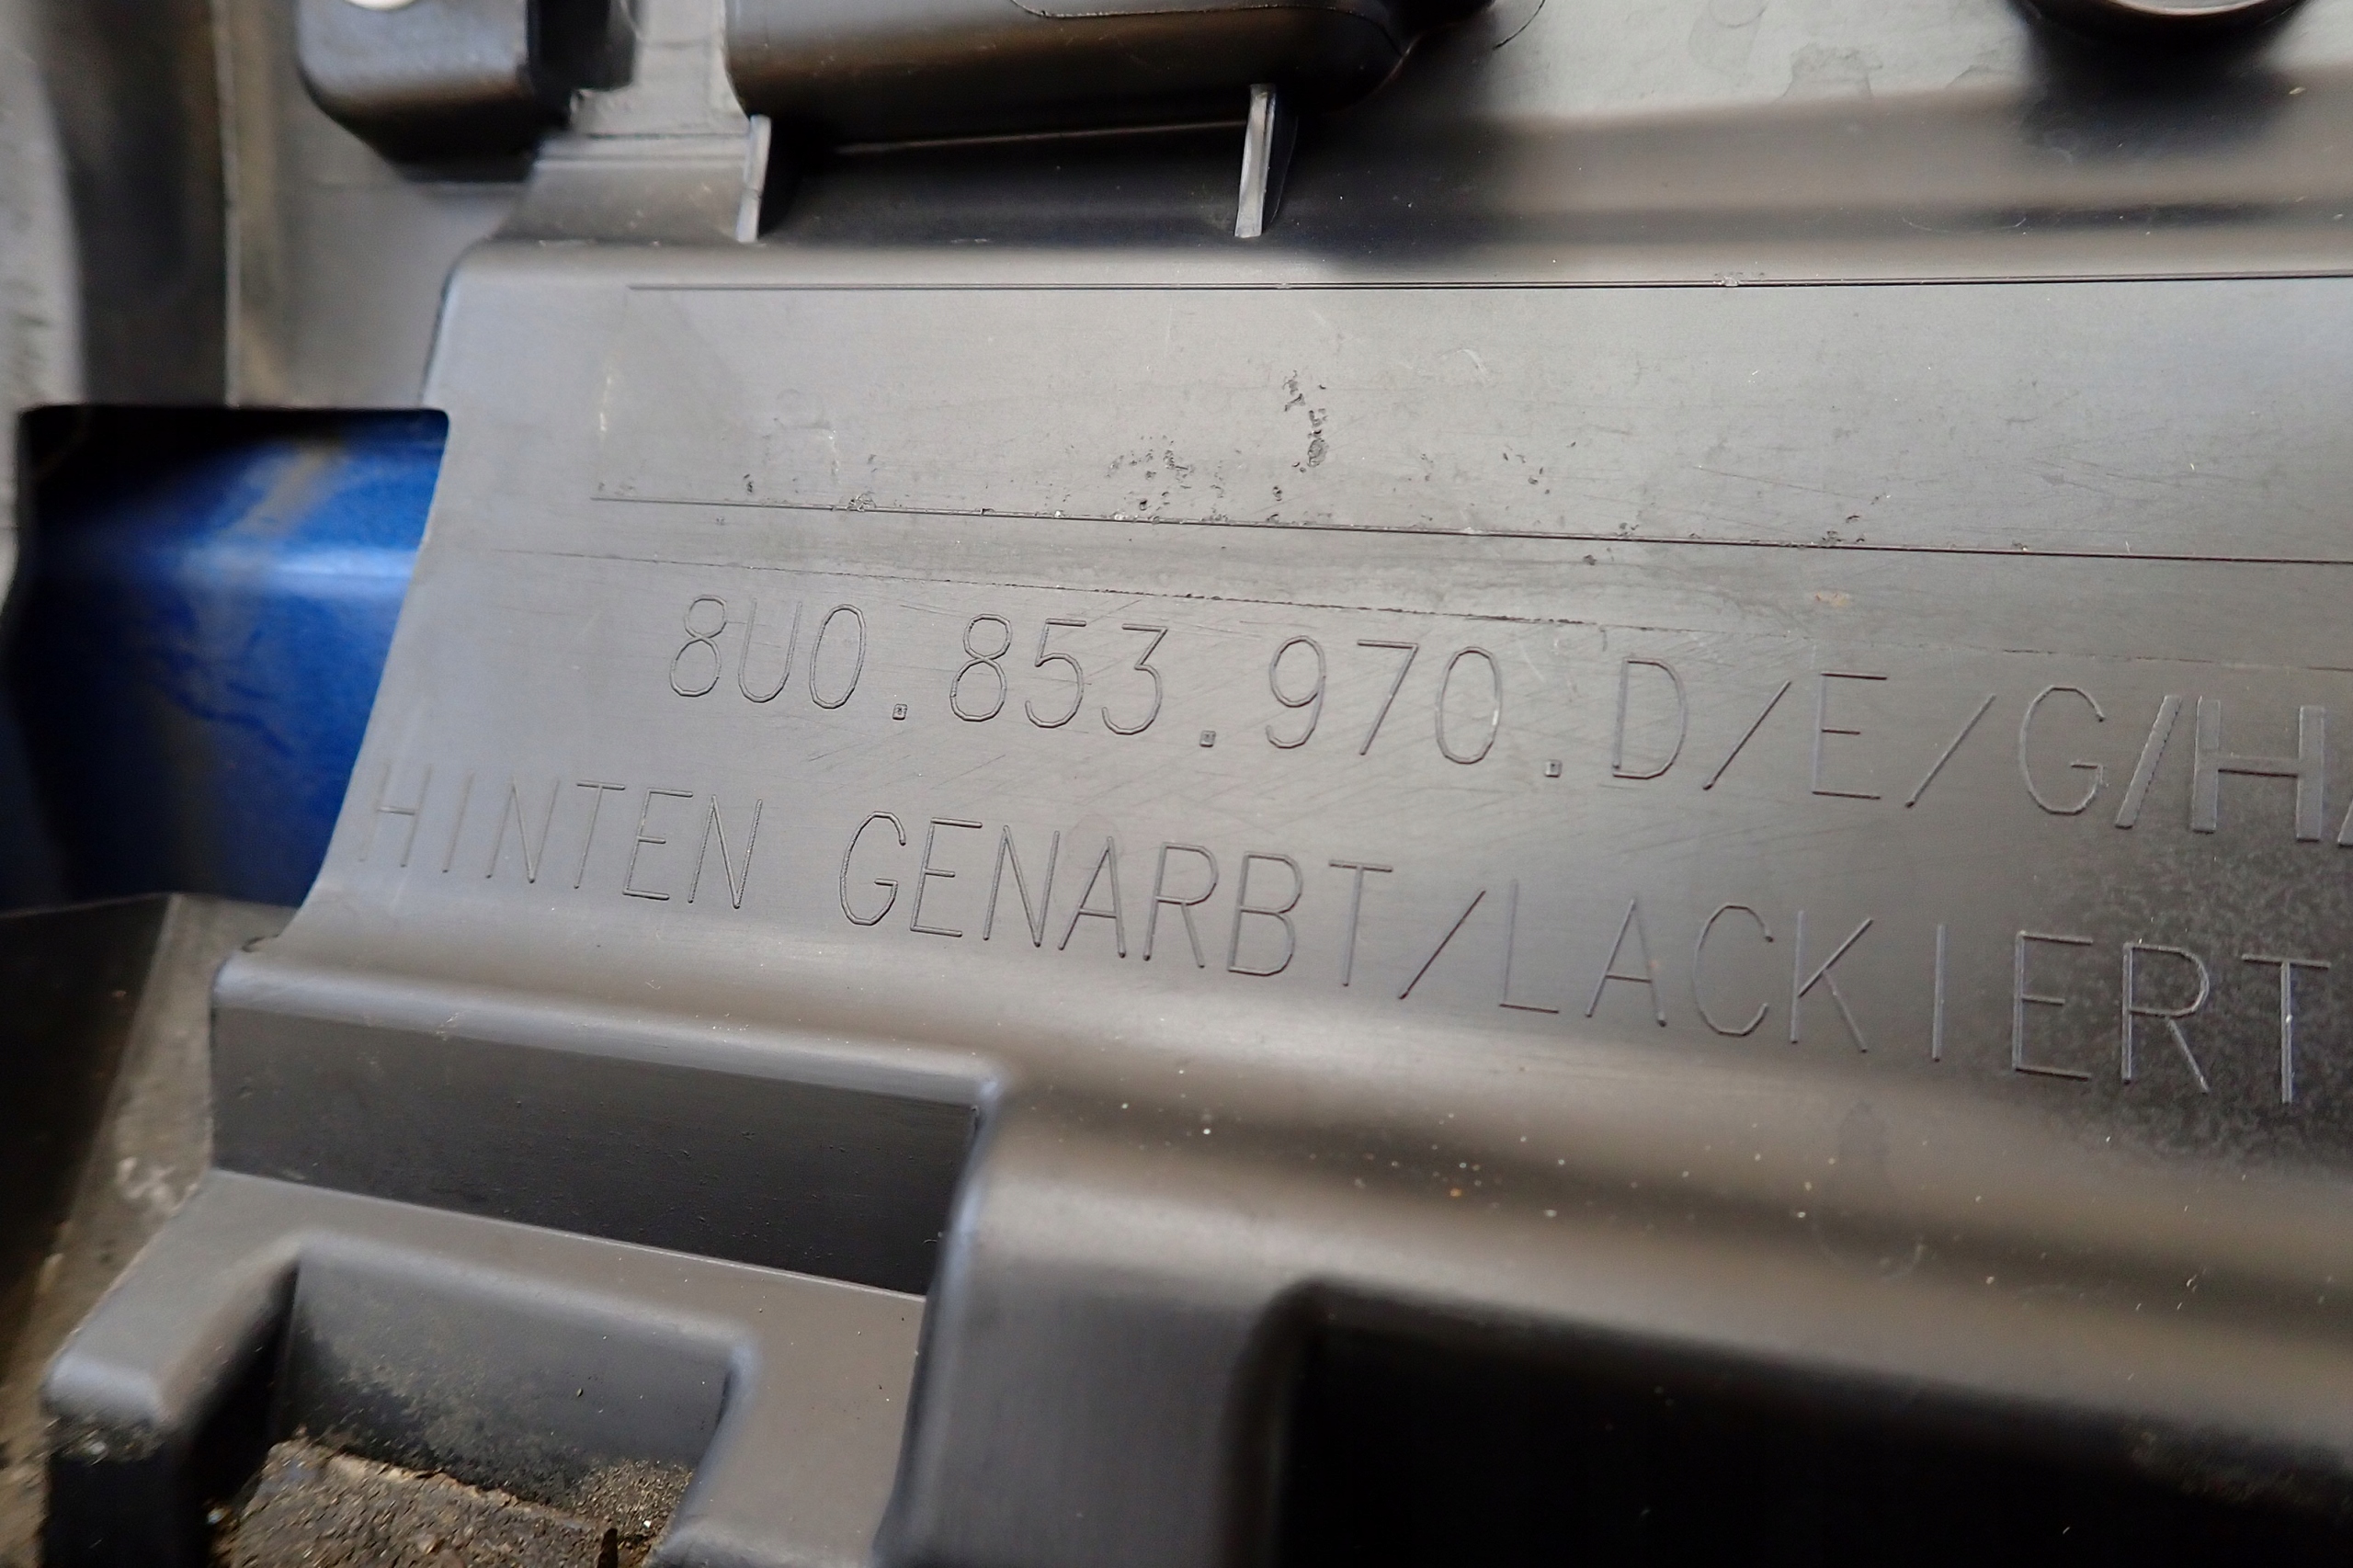 8U0.853.970.D/E/G/H/
HINTEN GENARBT/LACKIERT